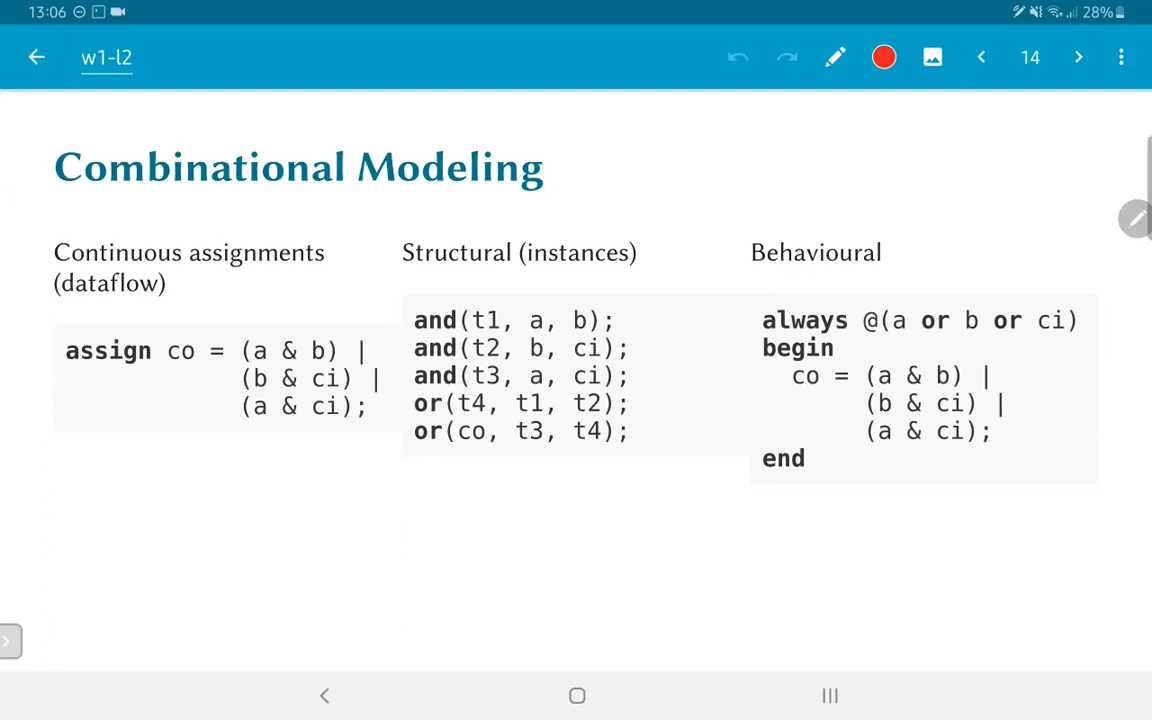 13:06
28%
w1-l2
14
Combinational Modeling
Continuous assignments
(dataflow)
assign co = (a & b) |
(b & ci) |
(a & ci);
Structural (instances)
and(t1, a, b);
and(t2, b, ci);
and(t3, a, ci);
or(t4, t1, t2);
or(co, t3, t4);
Behavioural
always @(a or b or ci)
begin
co = (a & b) |
(b & ci) |
(a & ci);
end